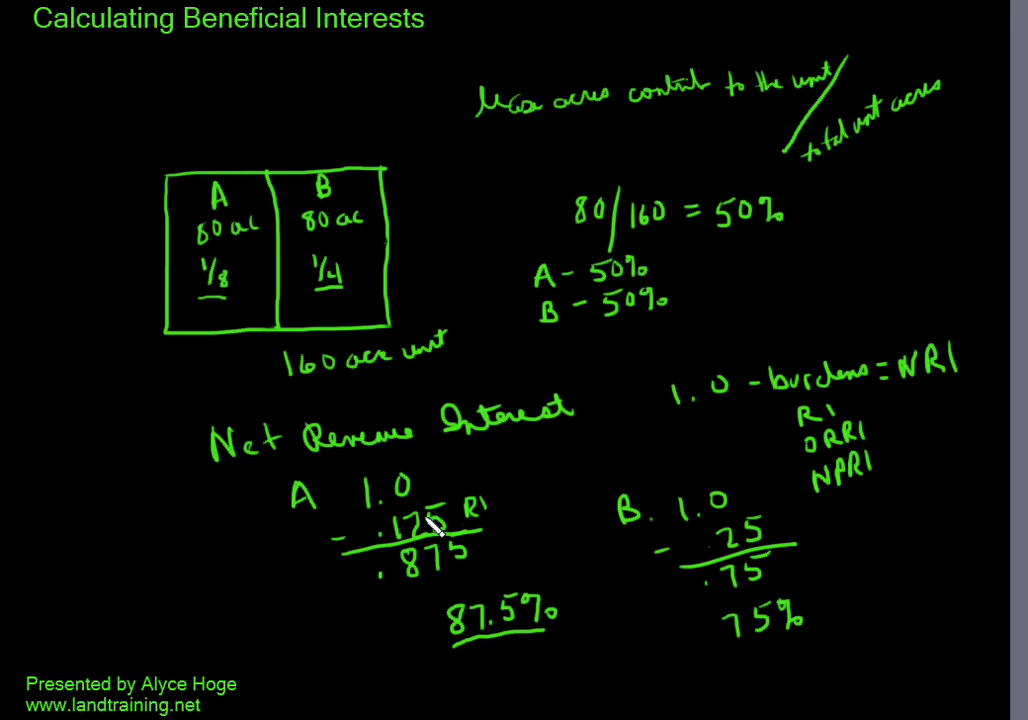 Calculating Beneficial Interests
acres contrib to the unit/
total unt acres
A
80 ac
1/8
B
80 ac
1/4
160 acre unit
80/160 = 50%
A - 50%
B - 50%
Net Revenue Interest
1.0 - burdens = NRI
RI
ORRI
NPRI
A 1.0
- .175 RI
.875
87.5%
B. 1.0
- .25
.75
75%
Presented by Alyce Hoge
www.landtraining.net